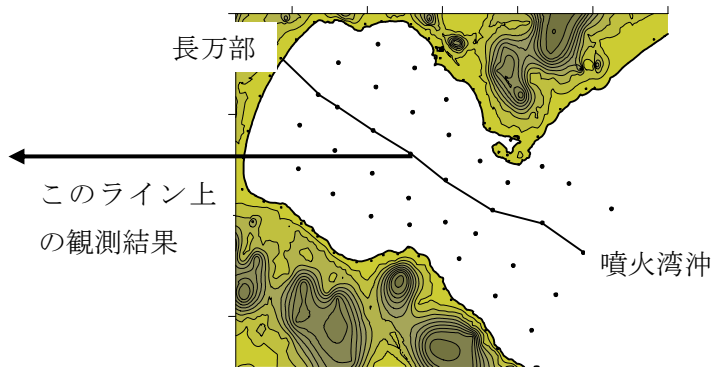 長万部
このライン上
の観測結果
噴火湾沖